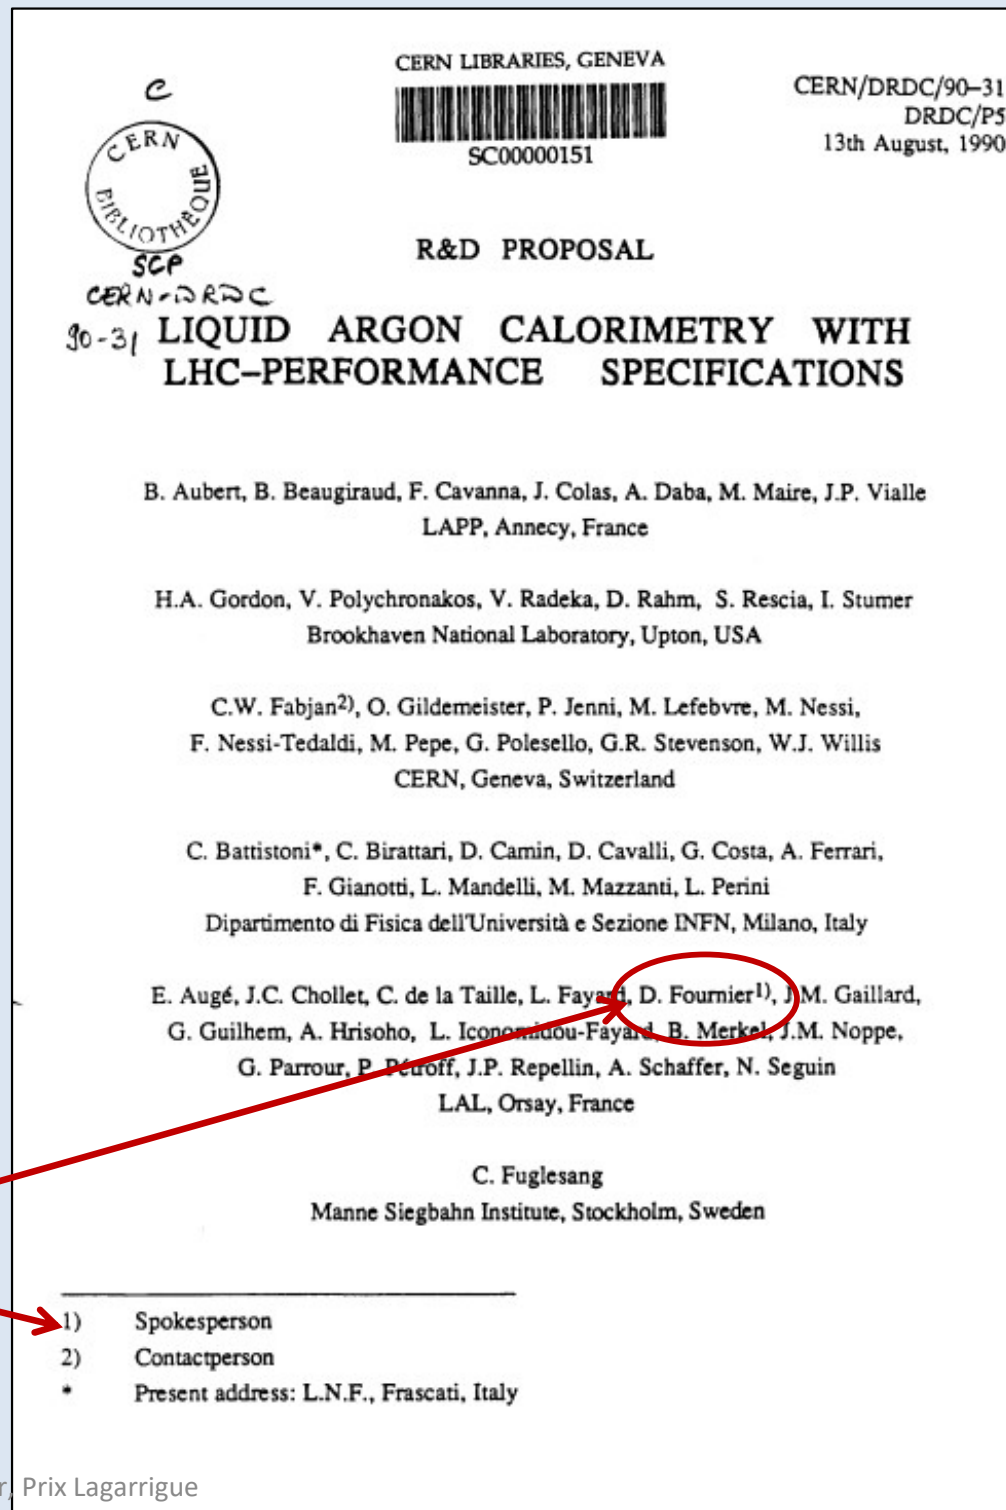 CERN LIBRARIES, GENEVA
SC00000151
CERN/DRDC/90–31
DRDC/P5
13th August, 1990
C
CERN
BIBLIOTHÈQUE
SCP
CERN-DRDC
90-31
R&D PROPOSAL
LIQUID ARGON CALORIMETRY WITH
LHC–PERFORMANCE SPECIFICATIONS
B. Aubert, B. Beaugiraud, F. Cavanna, J. Colas, A. Daba, M. Maire, J.P. Vialle
LAPP, Annecy, France
H.A. Gordon, V. Polychronakos, V. Radeka, D. Rahm, S. Rescia, I. Stumer
Brookhaven National Laboratory, Upton, USA
C.W. Fabjan2), O. Gildemeister, P. Jenni, M. Lefebvre, M. Nessi,
F. Nessi-Tedaldi, M. Pepe, G. Polesello, G.R. Stevenson, W.J. Willis
CERN, Geneva, Switzerland
C. Battistoni*, C. Birattari, D. Camin, D. Cavalli, G. Costa, A. Ferrari,
F. Gianotti, L. Mandelli, M. Mazzanti, L. Perini
Dipartimento di Fisica dell'Università e Sezione INFN, Milano, Italy
E. Augé, J.C. Chollet, C. de la Taille, L. Fayard, D. Fournier1), J.M. Gaillard,
G. Guilhem, A. Hrisoho, L. Iconomidou-Fayard, B. Merkel, J.M. Noppe,
G. Parrour, P. Pétroff, J.P. Repellin, A. Schaffer, N. Seguin
LAL, Orsay, France
C. Fuglesang
Manne Siegbahn Institute, Stockholm, Sweden
1) Spokesperson
2) Contactperson
* Present address: L.N.F., Frascati, Italy
r, Prix Lagarrigue